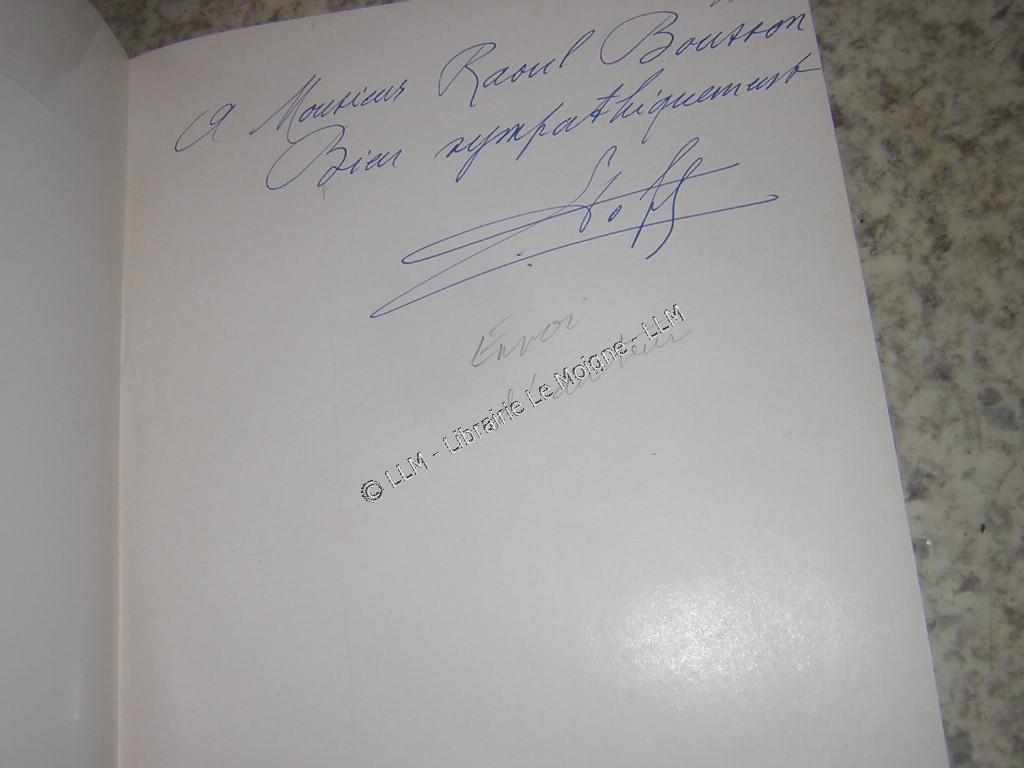 A Monsieur Raoul Bousson
Bien sympathiquement
Envoi
© LLM - Librairie Le Moigne - LLM